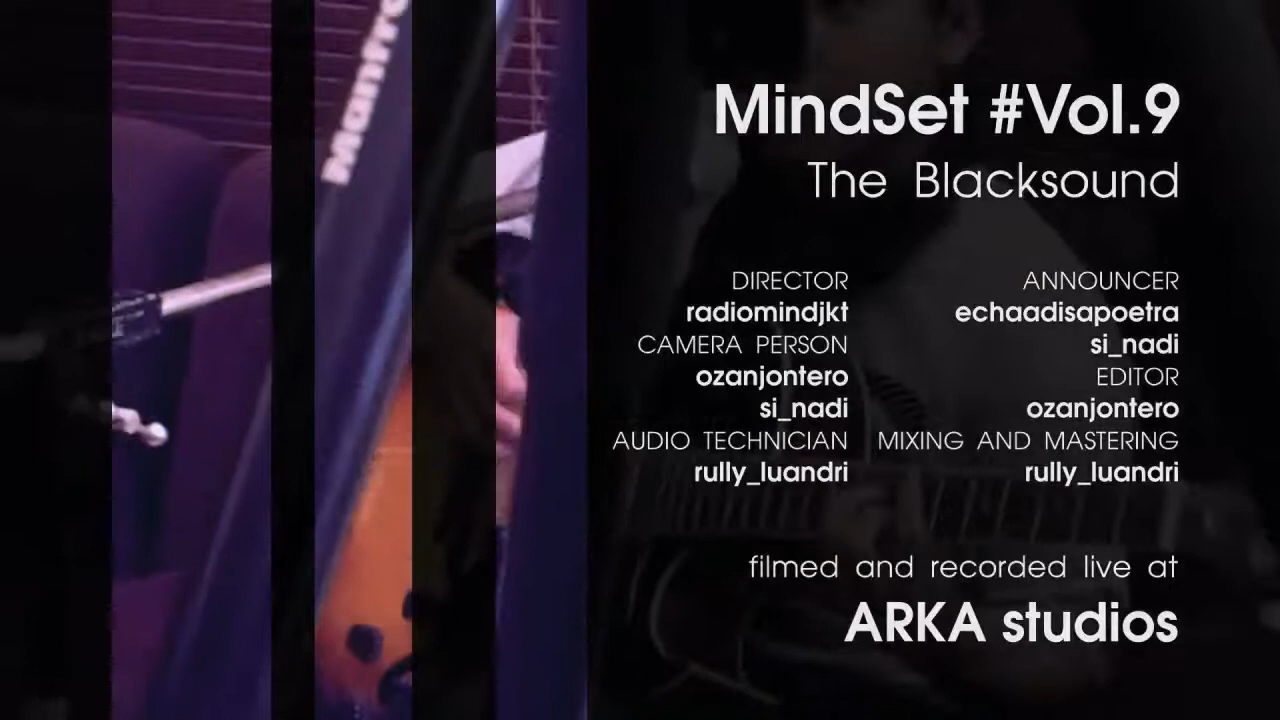 Manfro
MindSet #Vol.9
The Blacksound
DIRECTOR
radiomindjkt
CAMERA PERSON
ozanjontero
si_nadi
AUDIO TECHNICIAN
rully_luandri
ANNOUNCER
echaadisapoetra
si_nadi
EDITOR
ozanjontero
MIXING AND MASTERING
rully_luandri
filmed and recorded live at
ARKA studios